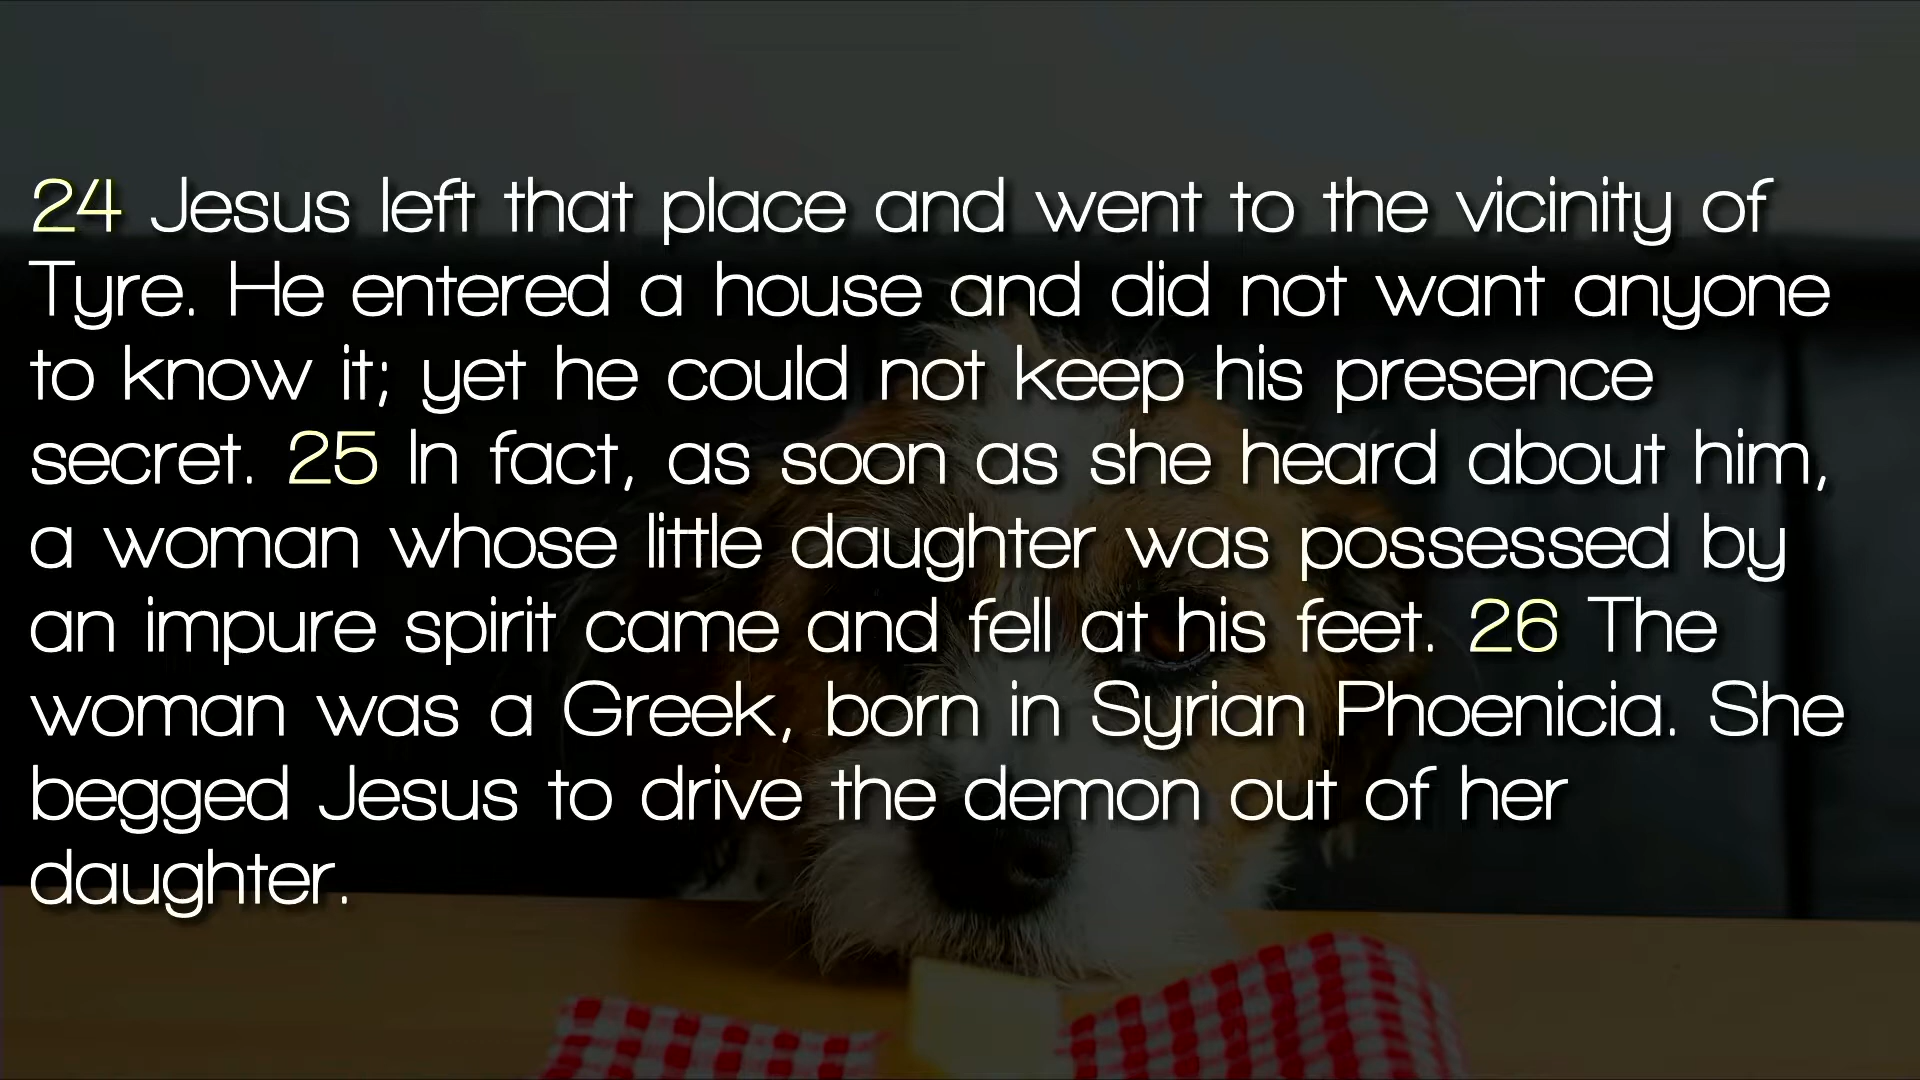 24 Jesus left that place and went to the vicinity of
Tyre. He entered a house and did not want anyone
to know it; yet he could not keep his presence
secret. 25 In fact, as soon as she heard about him,
a woman whose little daughter was possessed by
an impure spirit came and fell at his feet. 26 The
woman was a Greek, born in Syrian Phoenicia. She
begged Jesus to drive the demon out of her
daughter.